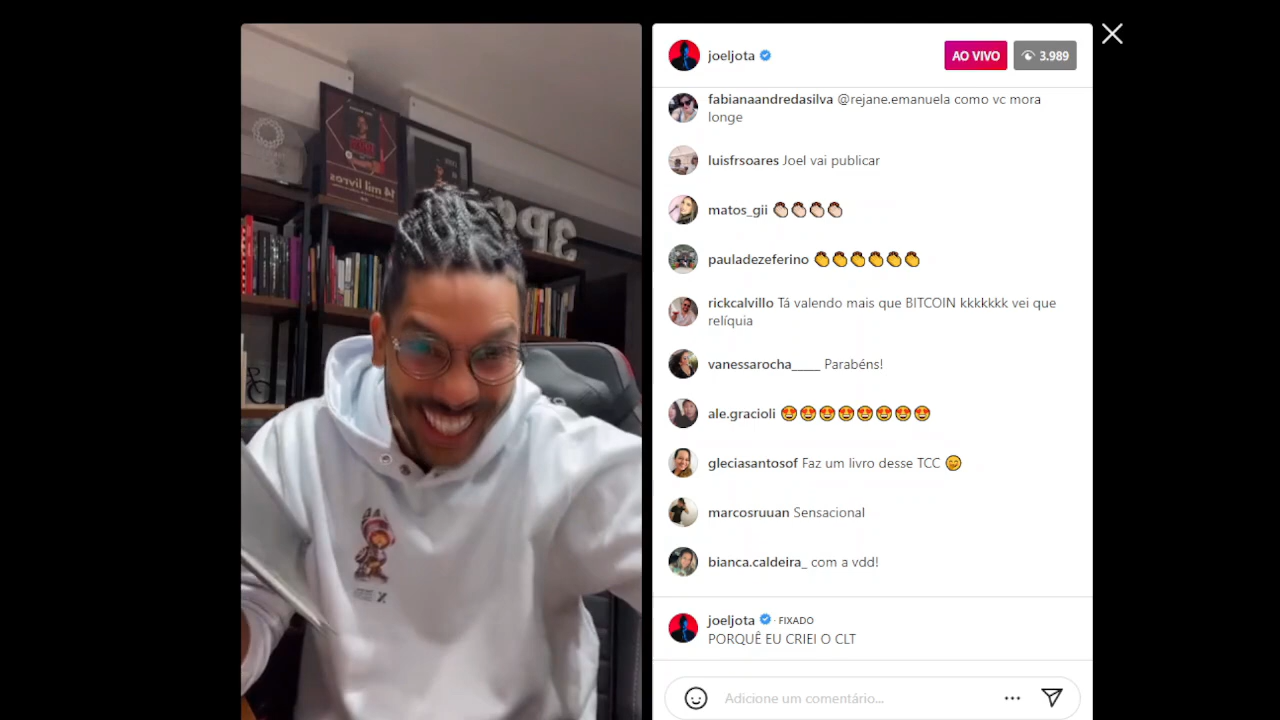 14 mil livros
3P
joeljota
AO VIVO
3.989
fabianaandredasilva @rejane.emanuela como vc mora
longe
luisfrsoares Joel vai publicar
matos_gii 👏🏻👏🏻👏🏻👏🏻
pauladezeferino 👏👏👏👏👏👏
rickcalvillo Tá valendo mais que BITCOIN kkkkkkk vei que
relíquia
vanessarocha_____ Parabéns!
ale.gracioli 🤩🤩🤩🤩🤩🤩🤩🤩
gleciasantosof Faz um livro desse TCC 😄
marcosruuan Sensacional
bianca.caldeira_ com a vdd!
joeljota · FIXADO
PORQUÊ EU CRIEI O CLT
Adicione um comentário...